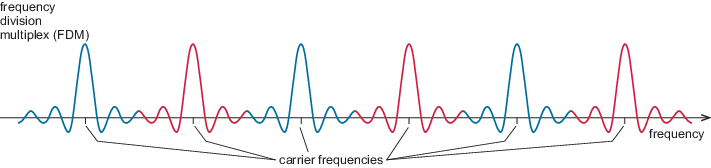 frequency
division
multiplex (FDM)
frequency
carrier frequencies